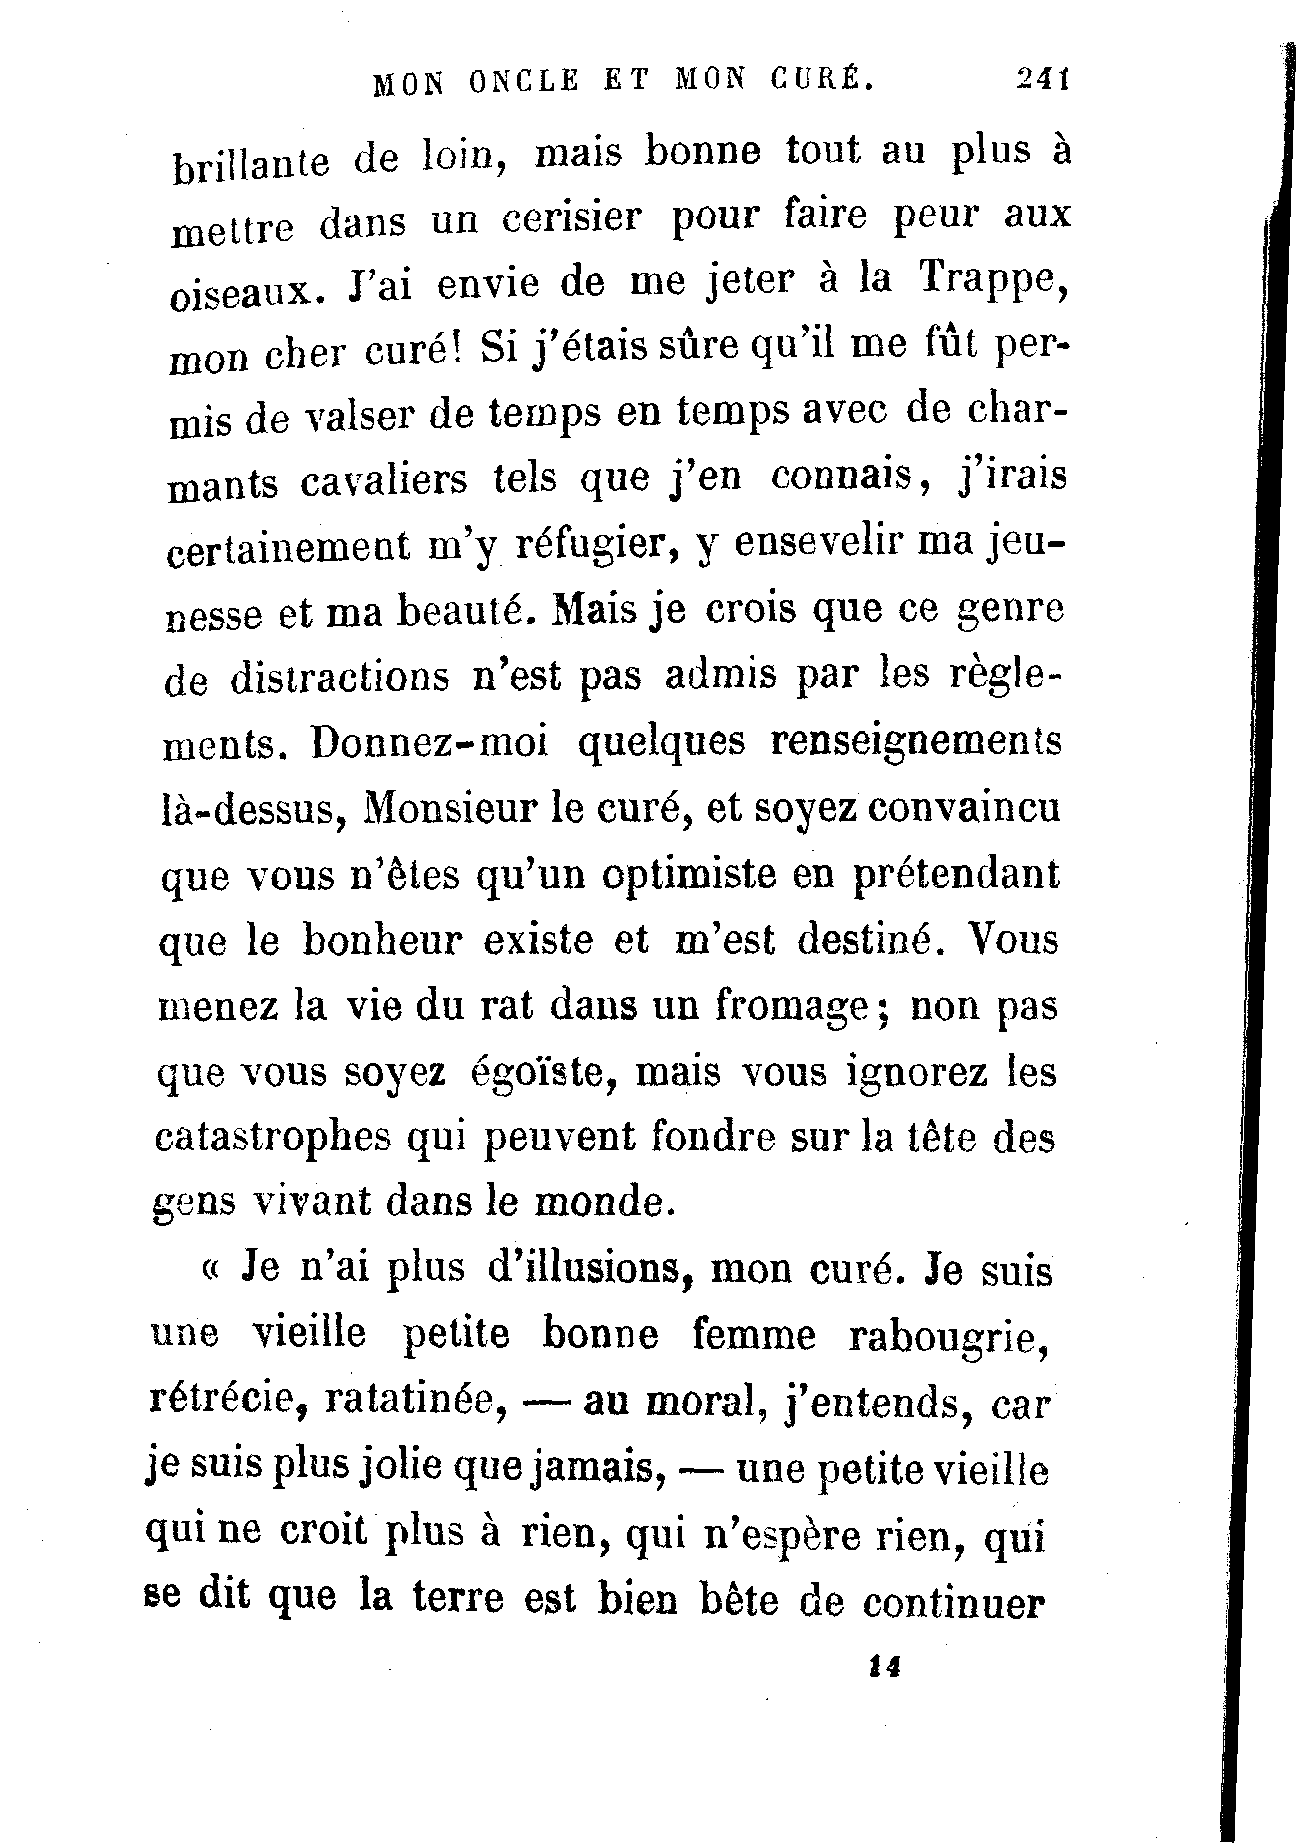 MON ONCLE ET MON CURÉ. 241
brillante de loin, mais bonne tout au plus à
mettre dans un cerisier pour faire peur aux
oiseaux. J'ai envie de me jeter à la Trappe,
mon cher curé! Si j'étais sûre qu'il me fût per-
mis de valser de temps en temps avec de char-
mants cavaliers tels que j'en connais, j'irais
certainement m'y réfugier, y ensevelir ma jeu-
nesse et ma beauté. Mais je crois que ce genre
de distractions n'est pas admis par les règle-
ments. Donnez-moi quelques renseignements
là-dessus, Monsieur le curé, et soyez convaincu
que vous n'êtes qu'un optimiste en prétendant
que le bonheur existe et m'est destiné. Vous
menez la vie du rat dans un fromage; non pas
que vous soyez égoïste, mais vous ignorez les
catastrophes qui peuvent fondre sur la tête des
gens vivant dans le monde.
« Je n'ai plus d'illusions, mon curé. Je suis
une vieille petite bonne femme rabougrie,
rétrécie, ratatinée, — au moral, j'entends, car
je suis plus jolie que jamais, — une petite vieille
qui ne croit plus à rien, qui n'espère rien, qui
se dit que la terre est bien bête de continuer
14